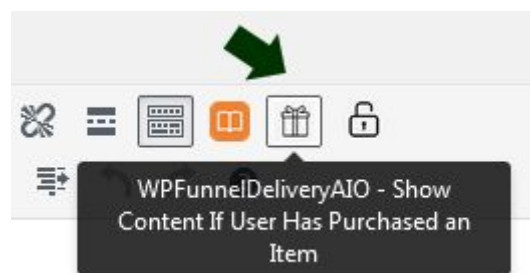 WPFunnelDeliveryAIO - Show
Content If User Has Purchased an
Item